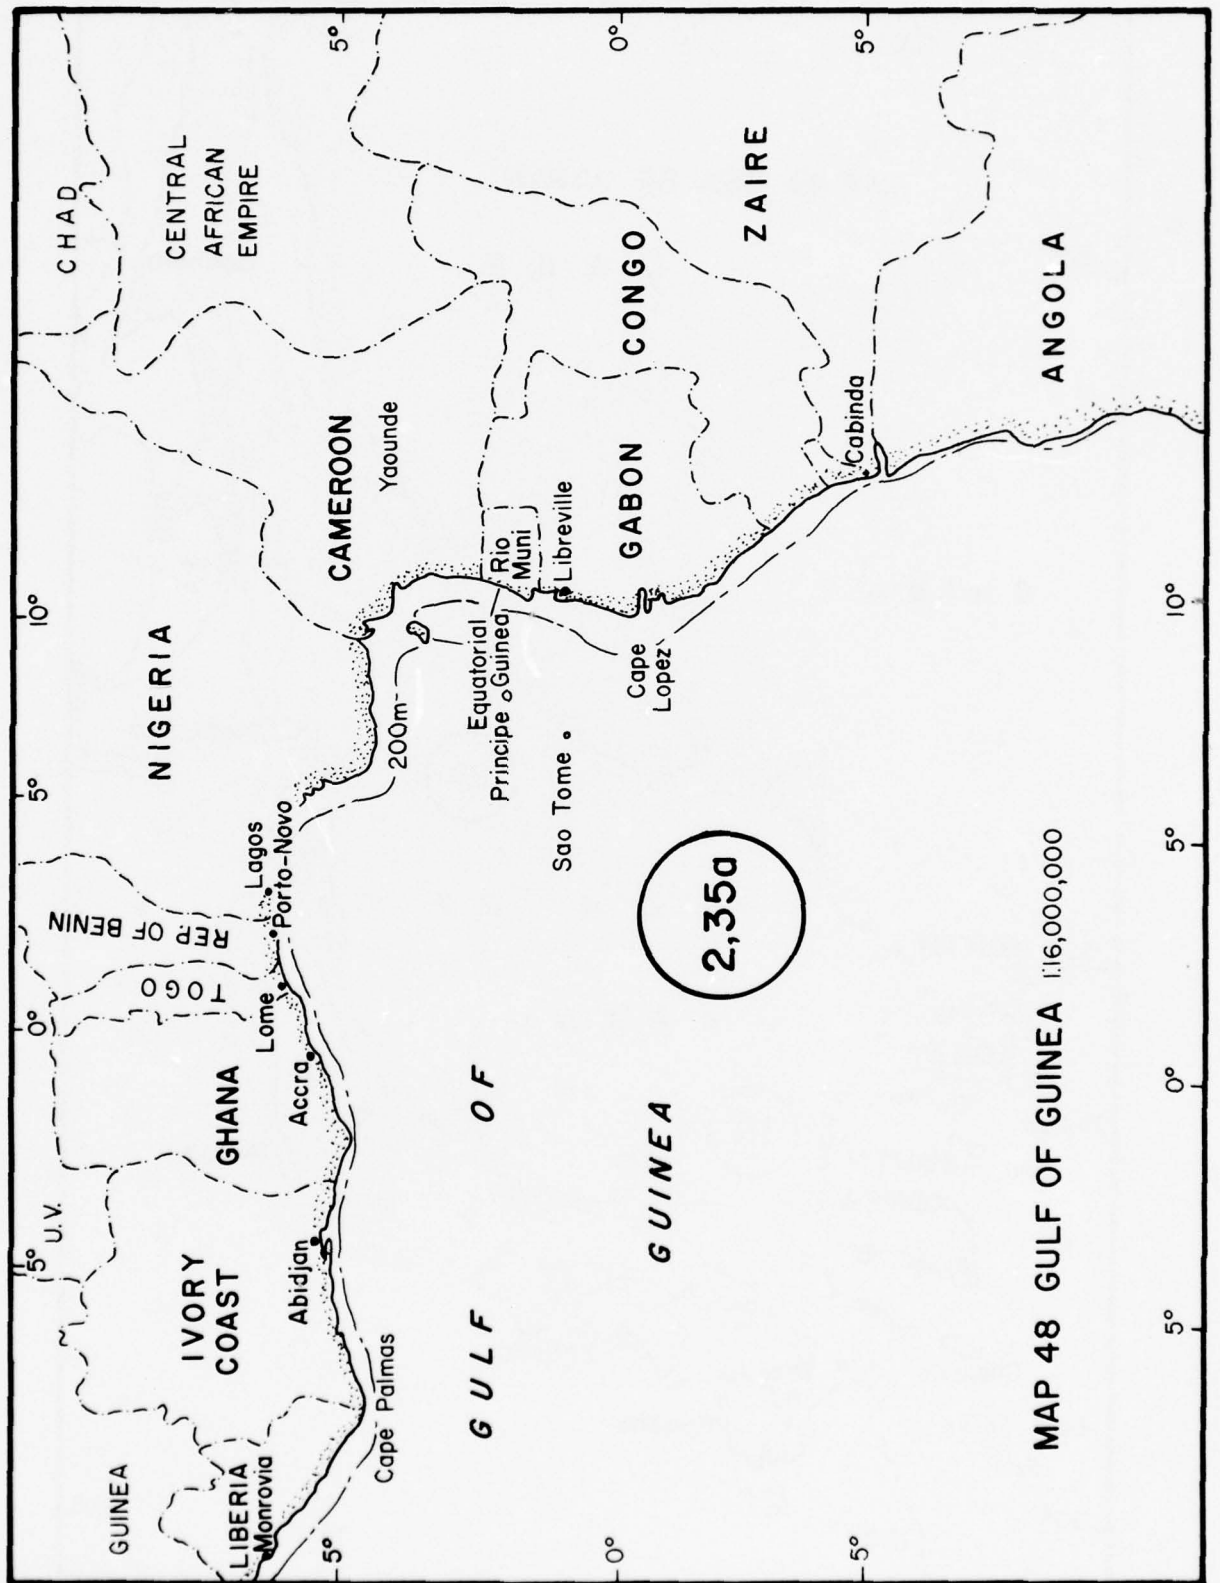 5°
0°
5°
10°
CHAD
CENTRAL
AFRICAN
EMPIRE
NIGERIA
CAMEROON
Yaounde
REP. OF BENIN
TOGO
GHANA
U.V.
IVORY
COAST
GUINEA
LIBERIA
Monrovia
Cape Palmas
Abidjan
Accra
Lome
Porto-Novo
Lagos
200m
Equatorial
Guinea
Principe
Rio
Muni
Sao Tome
Libreville
GABON
CONGO
ZAIRE
Cape
Lopez
Cabinda
ANGOLA
GULF OF
GUINEA
2,35a
5°
0°
5°
5°
0°
5°
5°
0°
5°
10°
MAP 48 GULF OF GUINEA 1:16,000,000